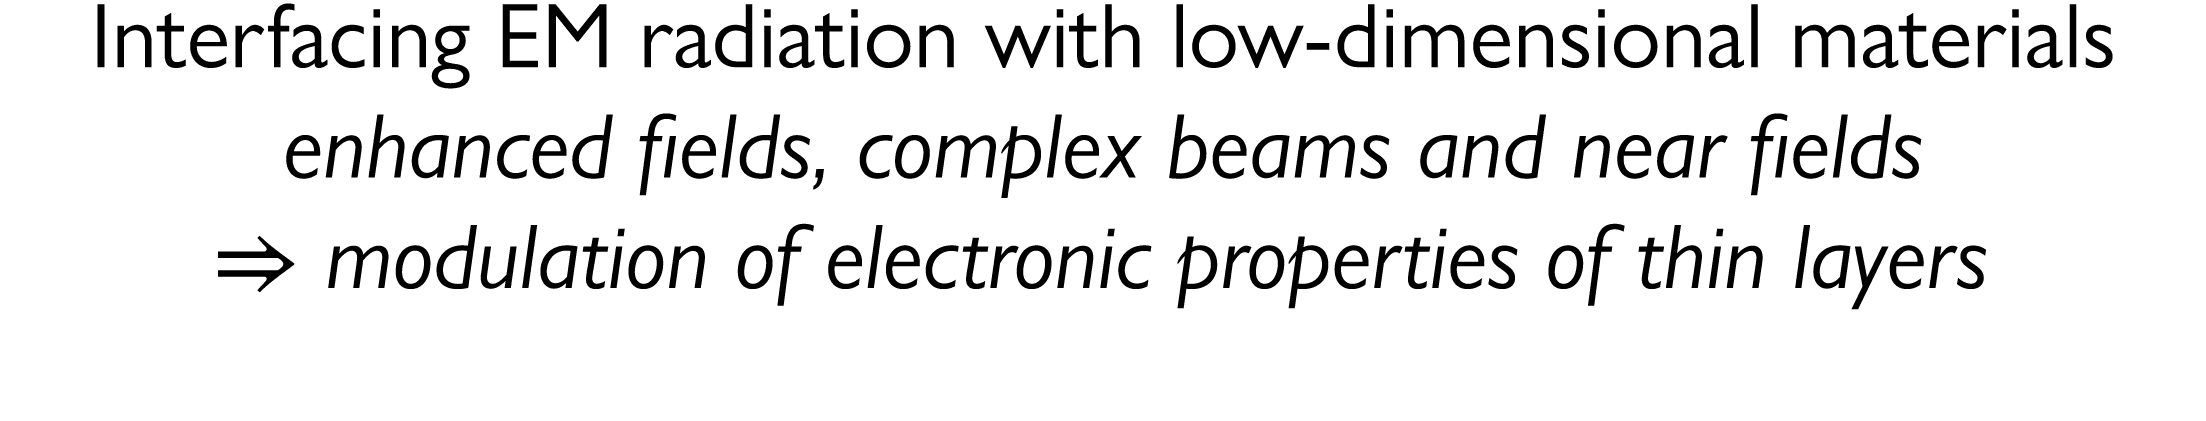 Interfacing EM radiation with low-dimensional materials
enhanced fields, complex beams and near fields
⇒ modulation of electronic properties of thin layers